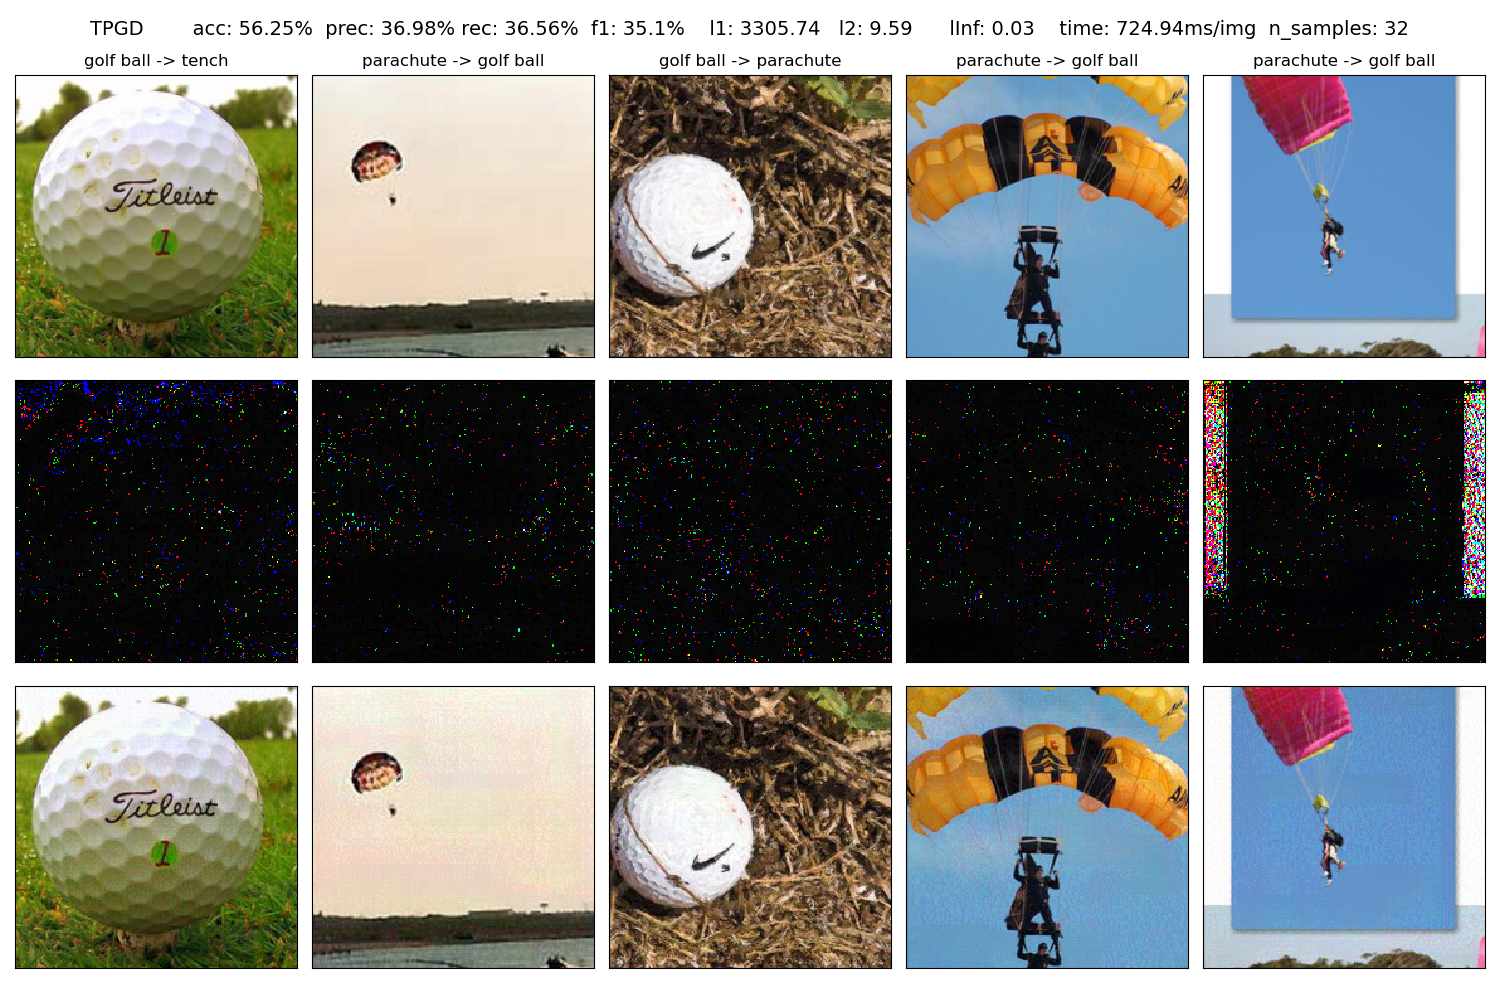 TPGD acc: 56.25% prec: 36.98% rec: 36.56% f1: 35.1% l1: 3305.74 l2: 9.59 lInf: 0.03 time: 724.94ms/img n_samples: 32
golf ball -> tench
parachute -> golf ball
golf ball -> parachute
parachute -> golf ball
parachute -> golf ball
Titleist
1
Titleist
1